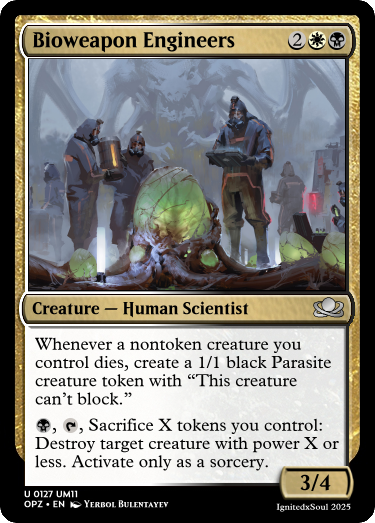 Bioweapon Engineers 2
Creature — Human Scientist
Whenever a nontoken creature you
control dies, create a 1/1 black Parasite
creature token with “This creature
can’t block.”
, , Sacrifice X tokens you control:
Destroy target creature with power X or
less. Activate only as a sorcery.
3/4
U 0127 UM11
OPZ • EN Yerbol Bulentayev
IgnitedxSoul 2025